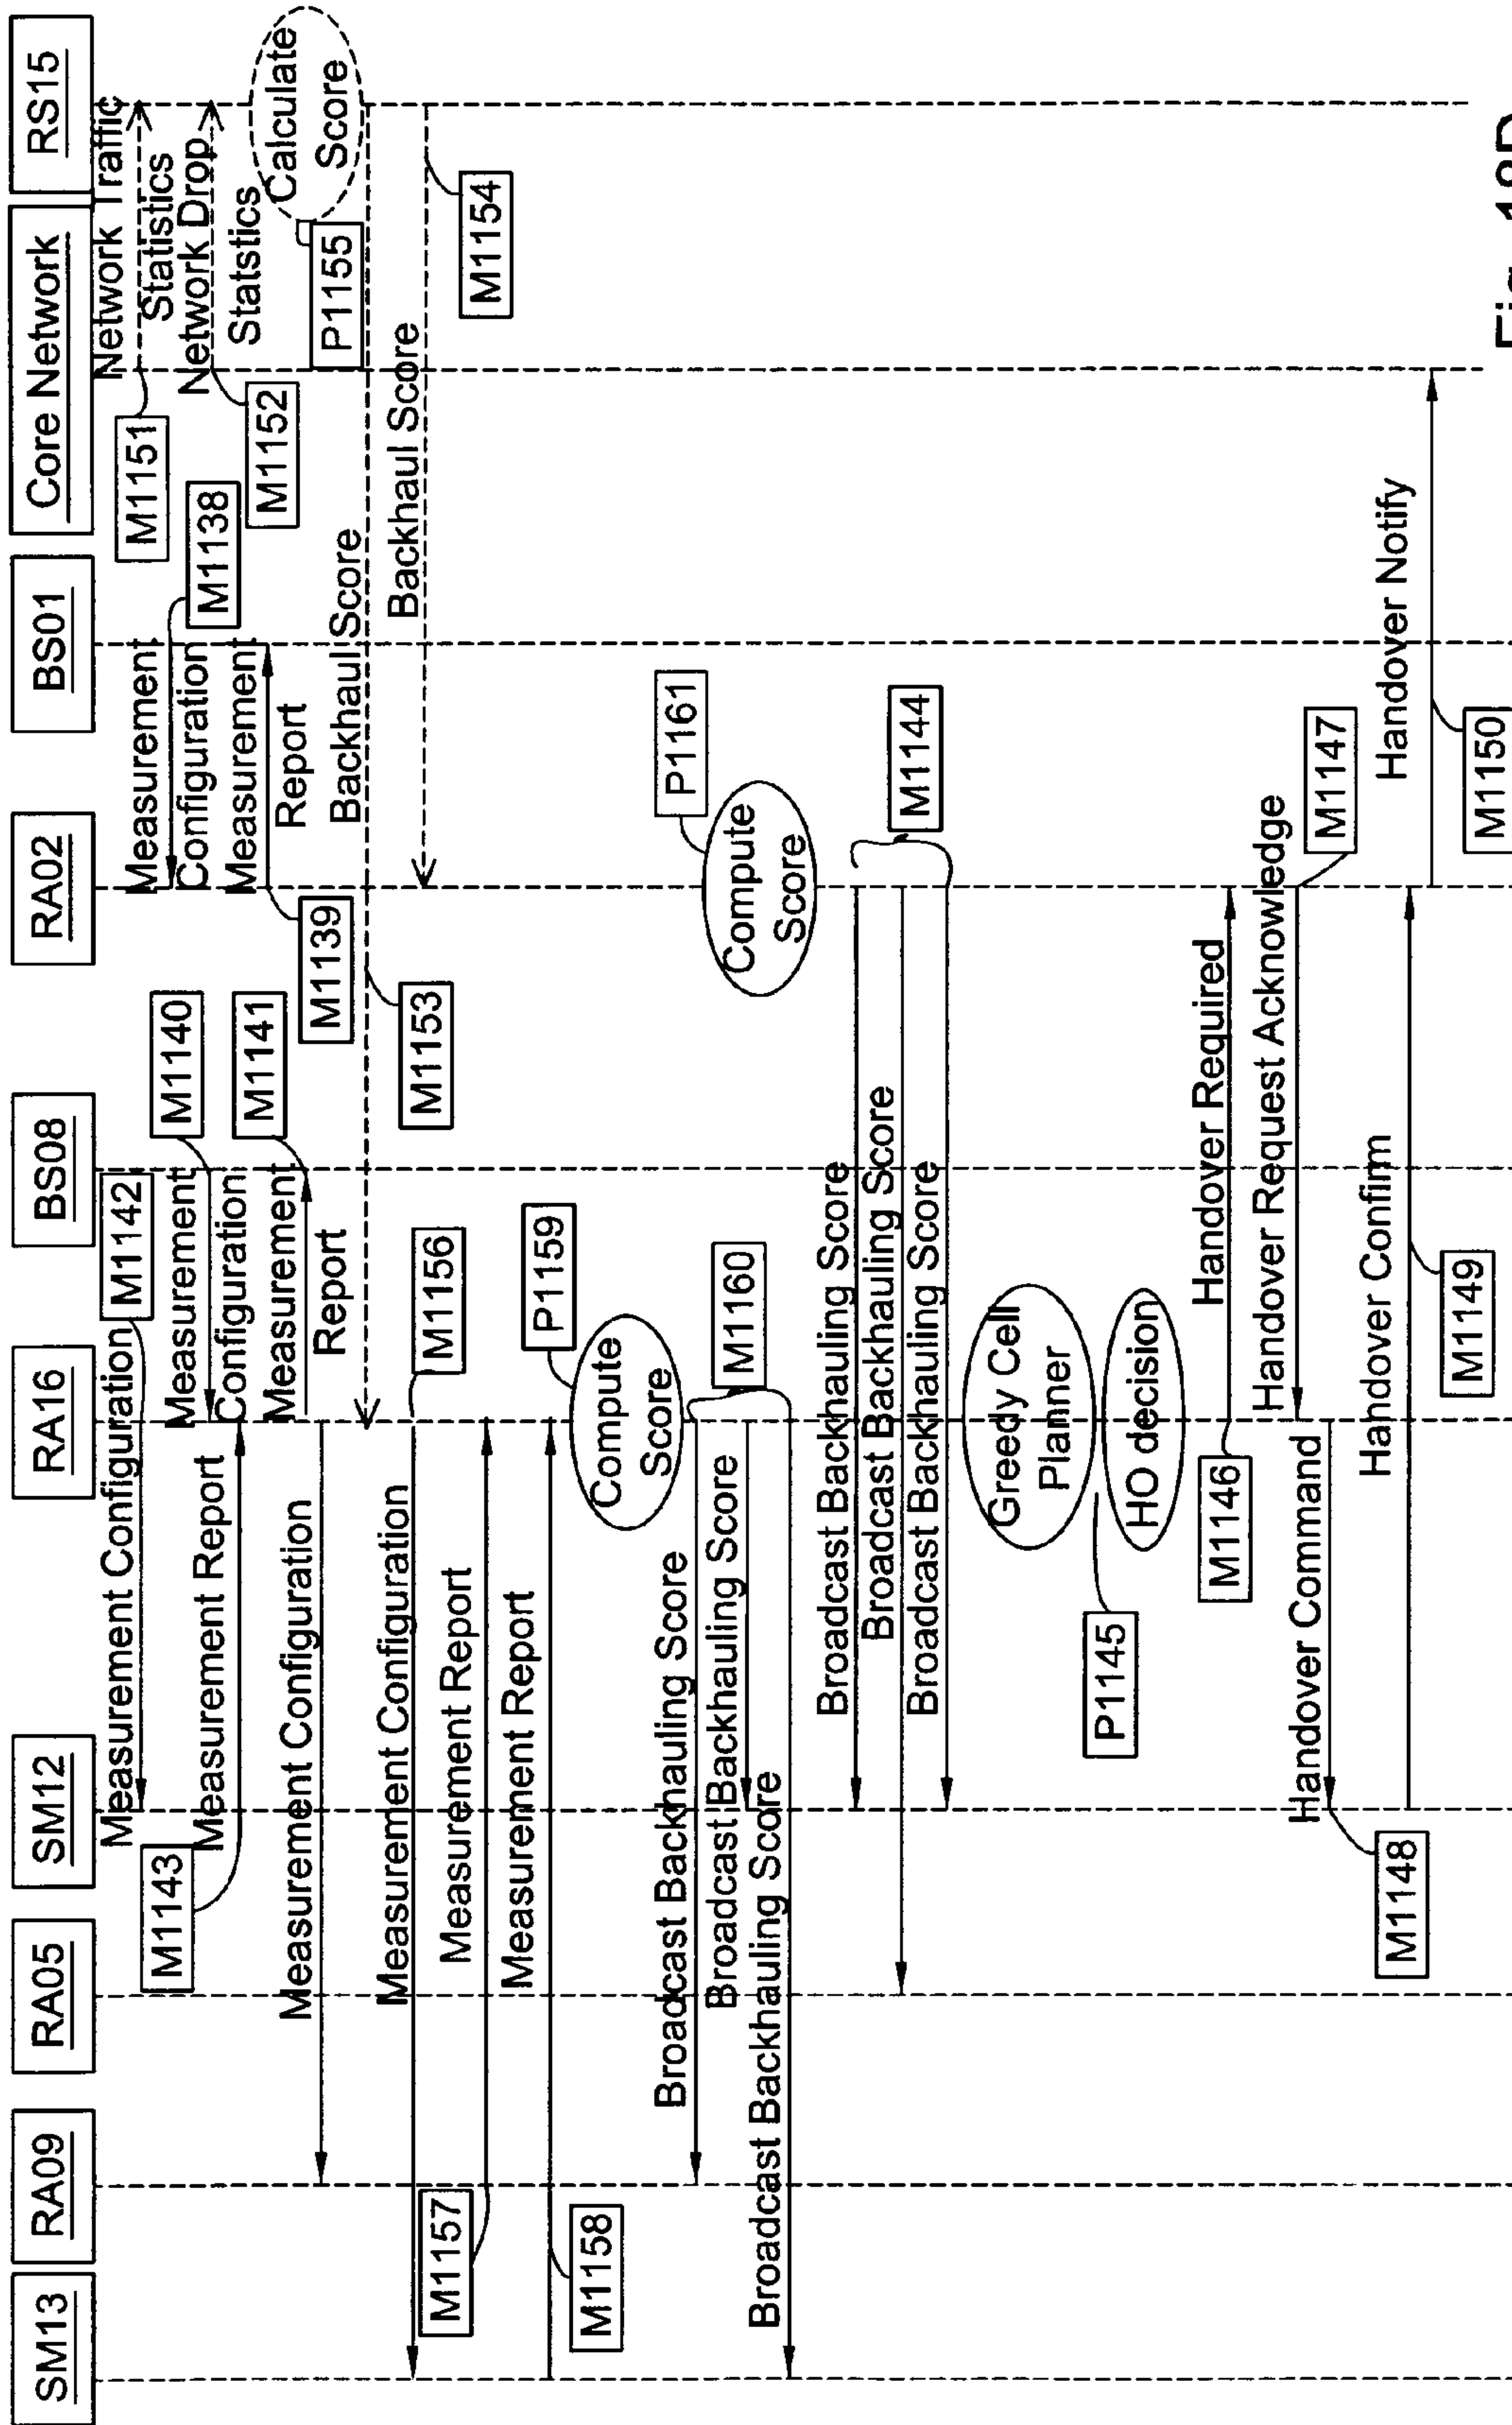 SM13
RA09
RA05
SM12
RA16
BS08
RA02
BS01
Core Network
RS15
Network Traffic
Statistics
M1151
Network Drop
Statstics
M1152
Calculate
Score
P1155
Measurement
Configuration
M1138
Measurement
Report
M1139
Measurement Configuration
M1142
Measurement
Configuration
M1140
Measurement Report
M1143
Measurement
Report
M1141
Measurement Configuration
Backhaul Score
M1153
Measurement Configuration
M1156
Backhaul Score
M1154
Measurement Report
M1157
Measurement Report
M1158
Compute
Score
P1159
Broadcast Backhauling Score
Broadcast Backhauling Score
Broadcast Backhauling Score
M1160
Compute
Score
P1161
Broadcast Backhauling Score
Broadcast Backhauling Score
Broadcast Backhauling Score
M1144
Greedy Cell
Planner
HO decision
P1145
Handover Required
M1146
Handover Request Acknowledge
M1147
Handover Command
M1148
Handover Confirm
M1149
Handover Notify
M1150